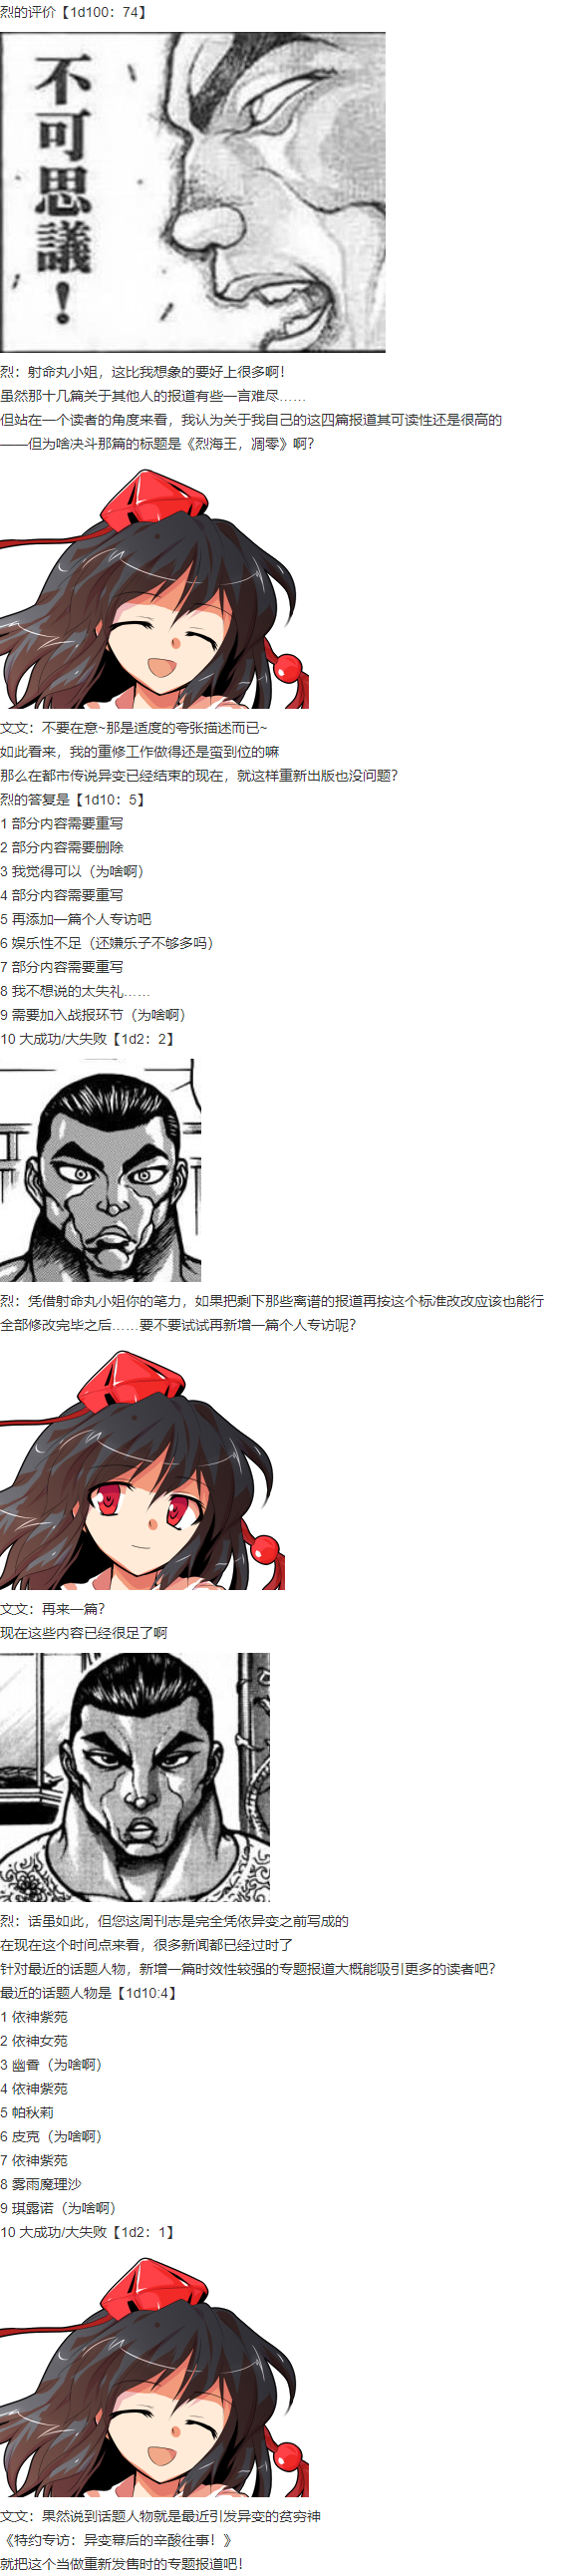 烈的评价【1d100：74】
不可思議！
烈：射命丸小姐，这比我想象的要好上很多啊！
虽然那十几篇关于其他人的报道有些一言难尽……
但站在一个读者的角度来看，我认为关于我自己的这四篇报道其可读性还是很高的
——但为啥决斗那篇的标题是《烈海王，凋零》啊？
文文：不要在意~那是适度的夸张描述而已~
如此看来，我的重修工作做得还是蛮到位的嘛
那么在都市传说异变已经结束的现在，就这样重新出版也没问题？
烈的答复是【1d10：5】
1 部分内容需要重写
2 部分内容需要删除
3 我觉得可以（为啥啊）
4 部分内容需要重写
5 再添加一篇个人专访吧
6 娱乐性不足（还嫌乐子不够多吗）
7 部分内容需要重写
8 我不想说的太失礼……
9 需要加入战报环节（为啥啊）
10 大成功/大失败【1d2：2】
烈：凭借射命丸小姐你的笔力，如果把剩下那些离谱的报道再按这个标准改改应该也能行
全部修改完毕之后……要不要试试再新增一篇个人专访呢？
文文：再来一篇？
现在这些内容已经很足了啊
烈：话虽如此，但您这周刊志是完全凭依异变之前写成的
在现在这个时间点来看，很多新闻都已经过时了
针对最近的话题人物，新增一篇时效性较强的专题报道大概能吸引更多的读者吧？
最近的话题人物是【1d10:4】
1 依神紫苑
2 依神女苑
3 幽香（为啥啊）
4 依神紫苑
5 帕秋莉
6 皮克（为啥啊）
7 依神紫苑
8 雾雨魔理沙
9 琪露诺（为啥啊）
10 大成功/大失败【1d2：1】
文文：果然说到话题人物就是最近引发异变的贫穷神
《特约专访：异变幕后的辛酸往事！》
就把这个当做重新发售时的专题报道吧！